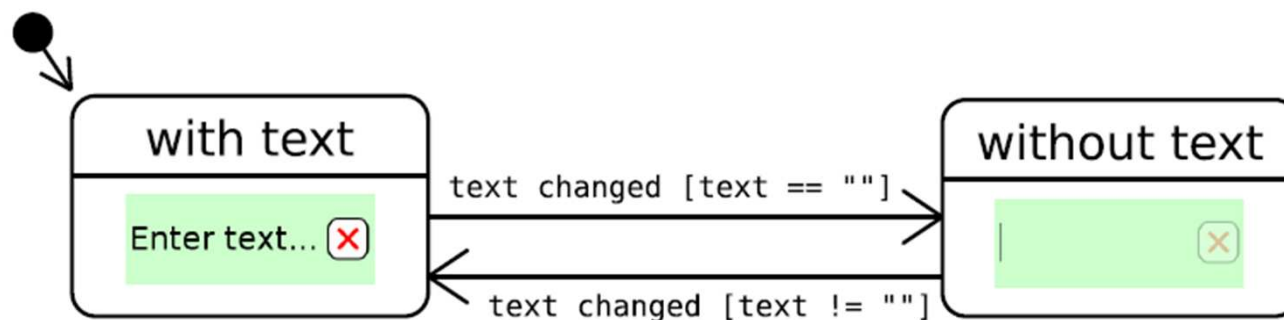 with text
without text
text changed [text == ""]
Enter text...
text changed [text != ""]